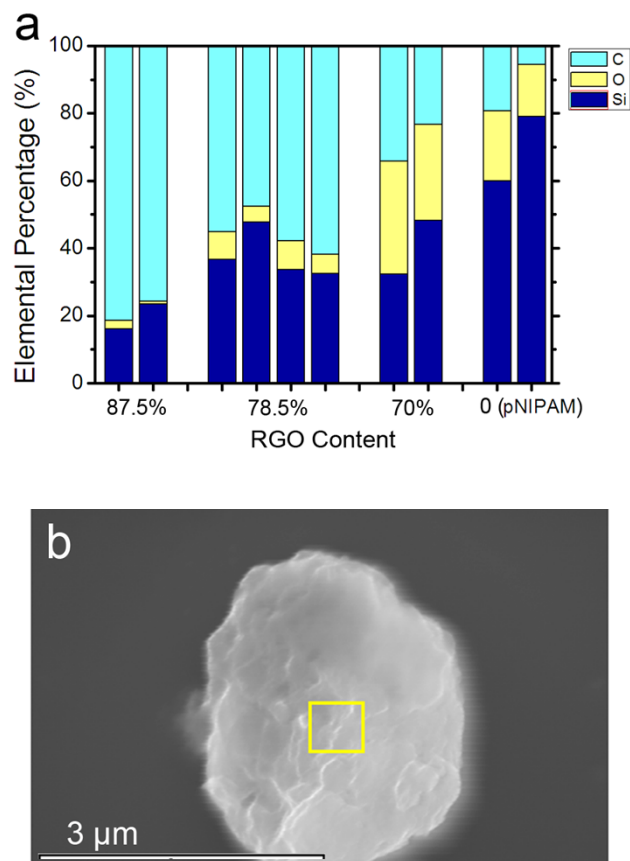 a
100
80
60
40
20
0
Elemental Percentage (%)
C
O
Si
87.5% 78.5% 70% 0 (pNIPAM)
RGO Content
b
3 μm